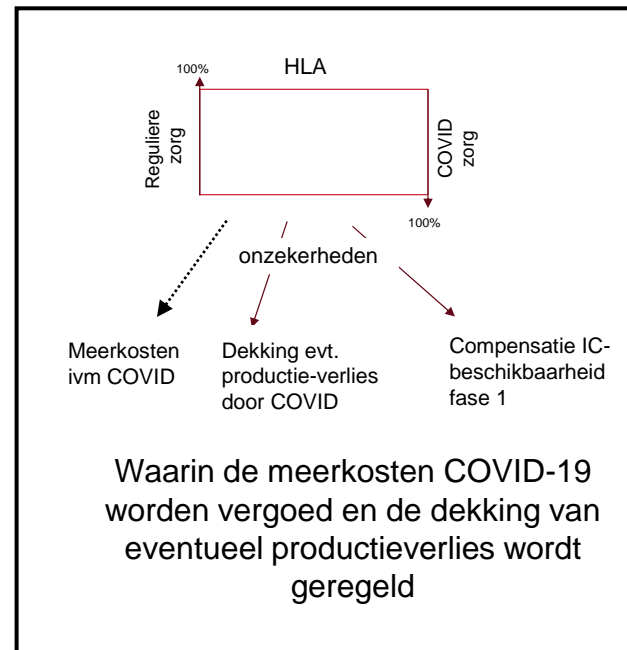 HLA
100%
Reguliere
zorg
COVID
zorg
100%
onzekerheden
Meerkosten
ivm COVID
Dekking evt.
productie-verlies
door COVID
Compensatie IC-
beschikbaarheid
fase 1
Waarin de meerkosten COVID-19
worden vergoed en de dekking van
eventueel productieverlies wordt
geregeld